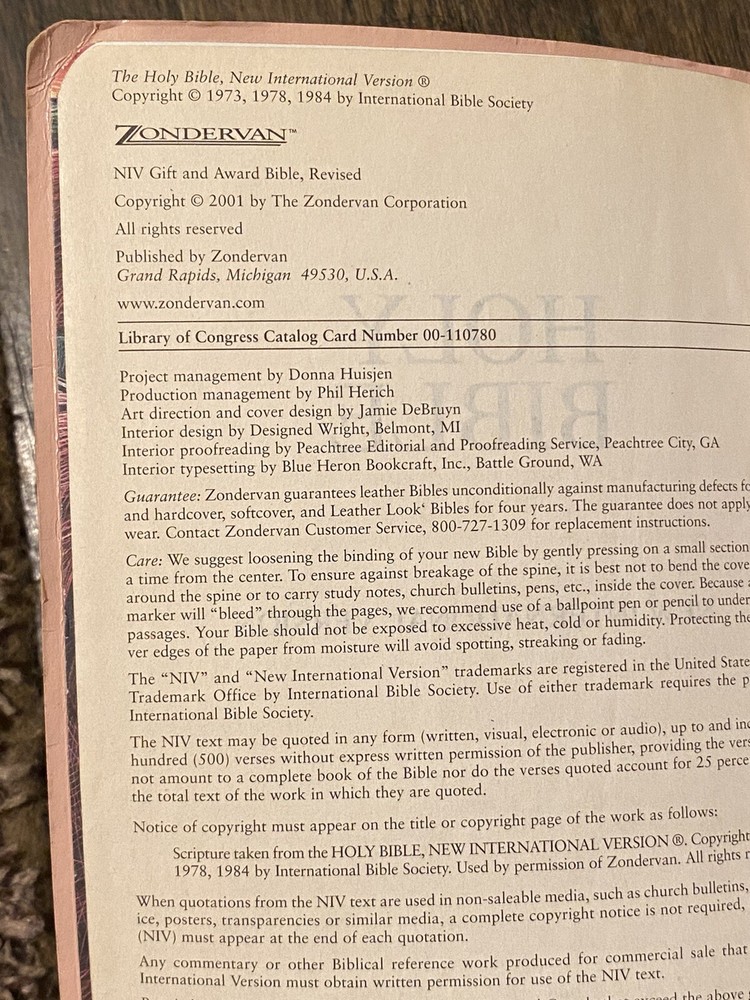 The Holy Bible, New International Version ®
Copyright © 1973, 1978, 1984 by International Bible Society
ZONDERVAN™
NIV Gift and Award Bible, Revised
Copyright © 2001 by The Zondervan Corporation
All rights reserved
Published by Zondervan
Grand Rapids, Michigan 49530, U.S.A.
www.zondervan.com
Library of Congress Catalog Card Number 00-110780
Project management by Donna Huisjen
Production management by Phil Herich
Art direction and cover design by Jamie DeBruyn
Interior design by Designed Wright, Belmont, MI
Interior proofreading by Peachtree Editorial and Proofreading Service, Peachtree City, GA
Interior typesetting by Blue Heron Bookcraft, Inc., Battle Ground, WA
Guarantee: Zondervan guarantees leather Bibles unconditionally against manufacturing defects
and hardcover, softcover, and Leather Look‘ Bibles for four years. The guarantee does not apply
wear. Contact Zondervan Customer Service, 800-727-1309 for replacement instructions.
Care: We suggest loosening the binding of your new Bible by gently pressing on a small section
a time from the center. To ensure against breakage of the spine, it is best not to bend the cove
around the spine or to carry study notes, church bulletins, pens, etc., inside the cover. Because
marker will “bleed” through the pages, we recommend use of a ballpoint pen or pencil to under
passages. Your Bible should not be exposed to excessive heat, cold or humidity. Protecting the
ver edges of the paper from moisture will avoid spotting, streaking or fading.
The “NIV” and “New International Version” trademarks are registered in the United State
Trademark Office by International Bible Society. Use of either trademark requires the p
International Bible Society.
The NIV text may be quoted in any form (written, visual, electronic or audio), up to and inc
hundred (500) verses without express written permission of the publisher, providing the vers
not amount to a complete book of the Bible nor do the verses quoted account for 25 perce
the total text of the work in which they are quoted.
Notice of copyright must appear on the title or copyright page of the work as follows:
Scripture taken from the HOLY BIBLE, NEW INTERNATIONAL VERSION ®. Copyright
1978, 1984 by International Bible Society. Used by permission of Zondervan. All rights r
When quotations from the NIV text are used in non-saleable media, such as church bulletins,
ice, posters, transparencies or similar media, a complete copyright notice is not required,
(NIV) must appear at the end of each quotation.
Any commentary or other Biblical reference work produced for commercial sale that
International Version must obtain written permission for use of the NIV text.